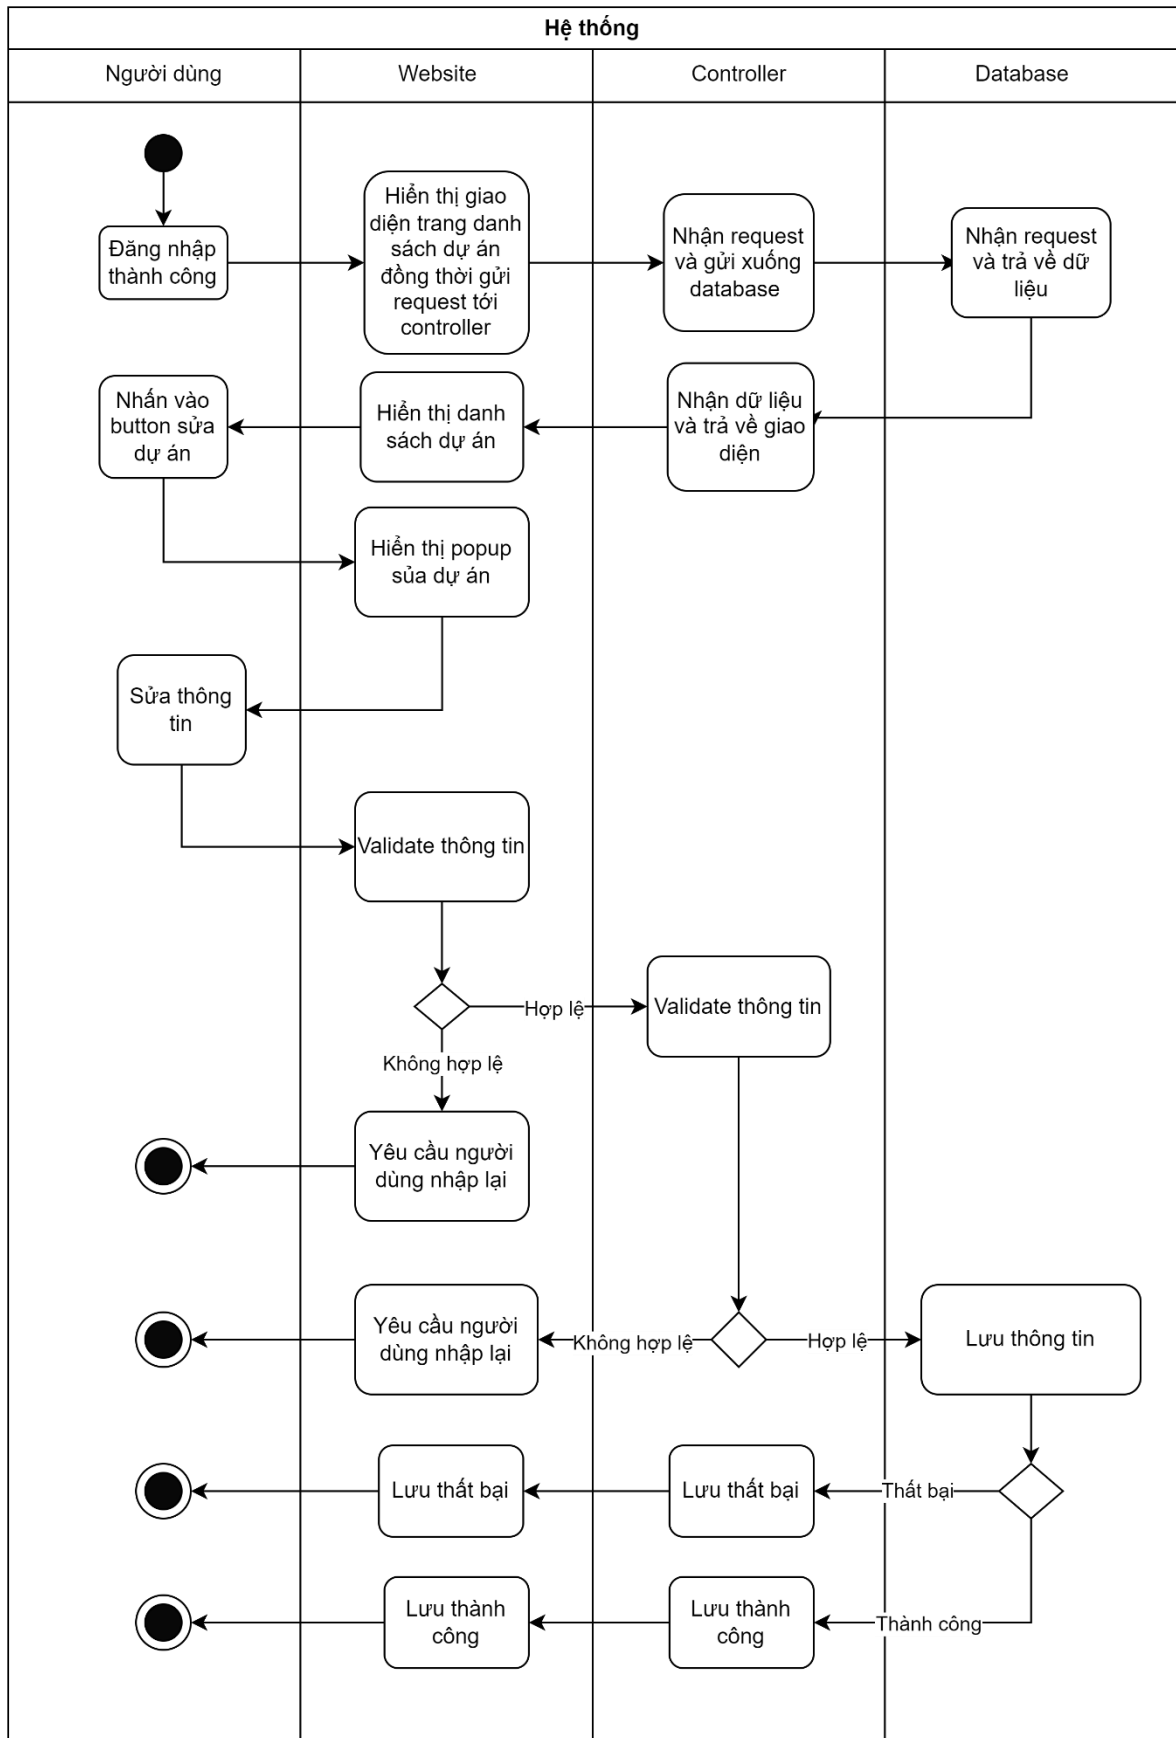 Hệ thống
Người dùng
Website
Controller
Database
Đăng nhập
thành công
Hiển thị giao
diện trang danh
sách dự án
đồng thời gửi
request tới
controller
Nhận request
và gửi xuống
database
Nhận request
và trả về dữ
liệu
Nhấn vào
button sửa
dự án
Hiển thị danh
sách dự án
Nhận dữ liệu
và trả về giao
diện
Hiển thị popup
sủa dự án
Sửa thông
tin
Validate thông tin
Hợp lệ
Validate thông tin
Không hợp lệ
Yêu cầu người
dùng nhập lại
Yêu cầu người
dùng nhập lại
Không hợp lệ
Hợp lệ
Lưu thông tin
Lưu thất bại
Lưu thất bại
Thất bại
Lưu thành
công
Lưu thành
công
Thành công